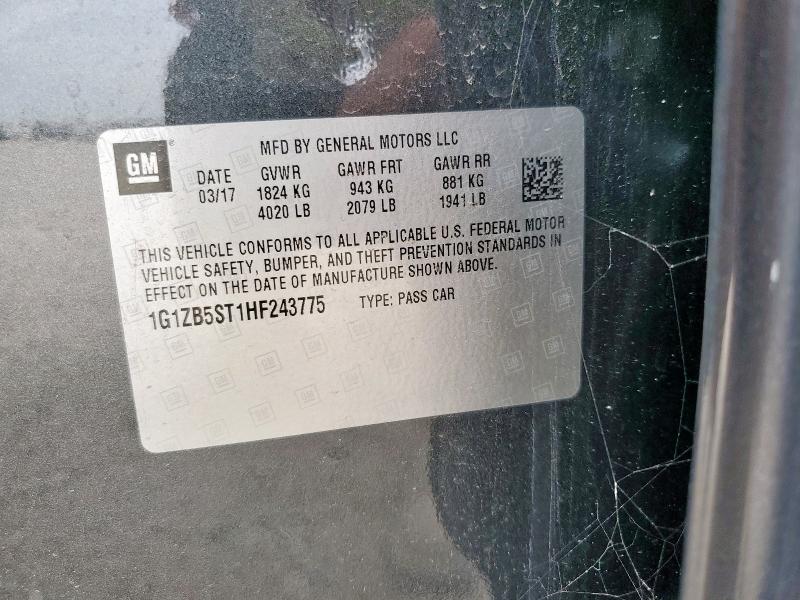 GM
MFD BY GENERAL MOTORS LLC
DATE GVWR GAWR FRT GAWR RR
03/17 1824 KG 943 KG 881 KG
4020 LB 2079 LB 1941 LB
THIS VEHICLE CONFORMS TO ALL APPLICABLE U.S. FEDERAL MOTOR
VEHICLE SAFETY, BUMPER, AND THEFT PREVENTION STANDARDS IN
EFFECT ON THE DATE OF MANUFACTURE SHOWN ABOVE.
1G1ZB5ST1HF243775 TYPE: PASS CAR